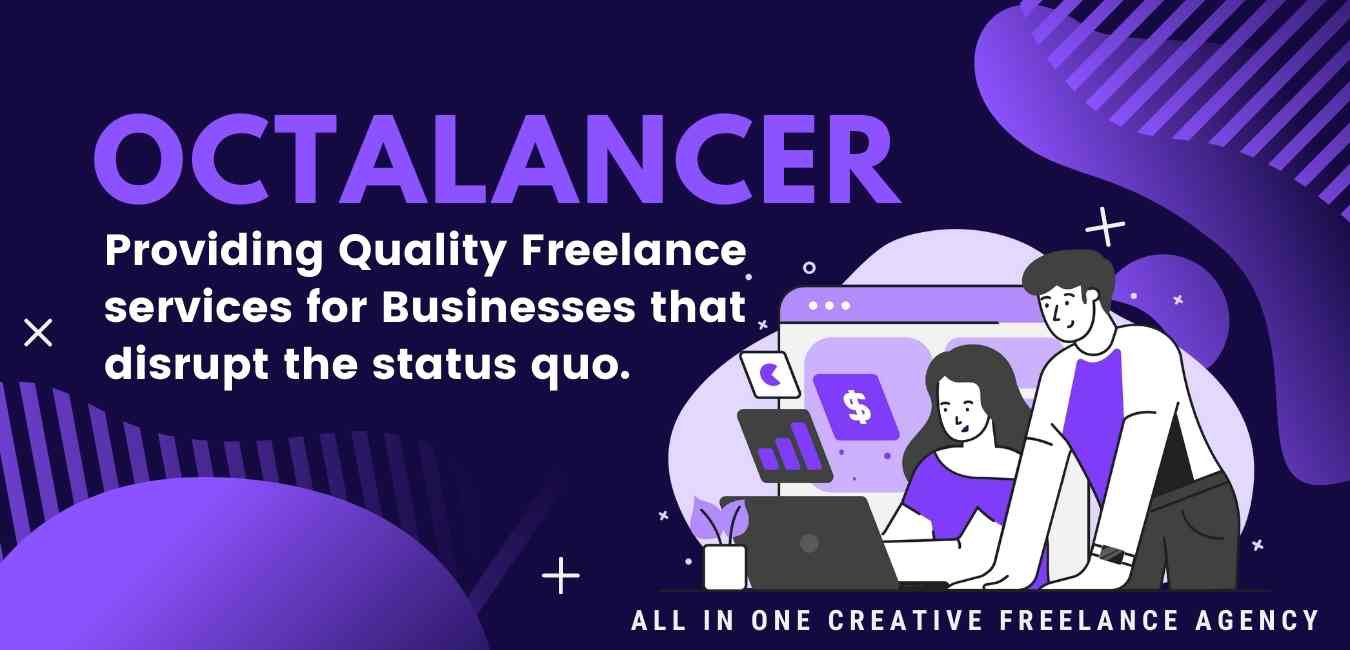 OCTALANCER
Providing Quality Freelance
services for Businesses that
disrupt the status quo.
$
ALL IN ONE CREATIVE FREELANCE AGENCY